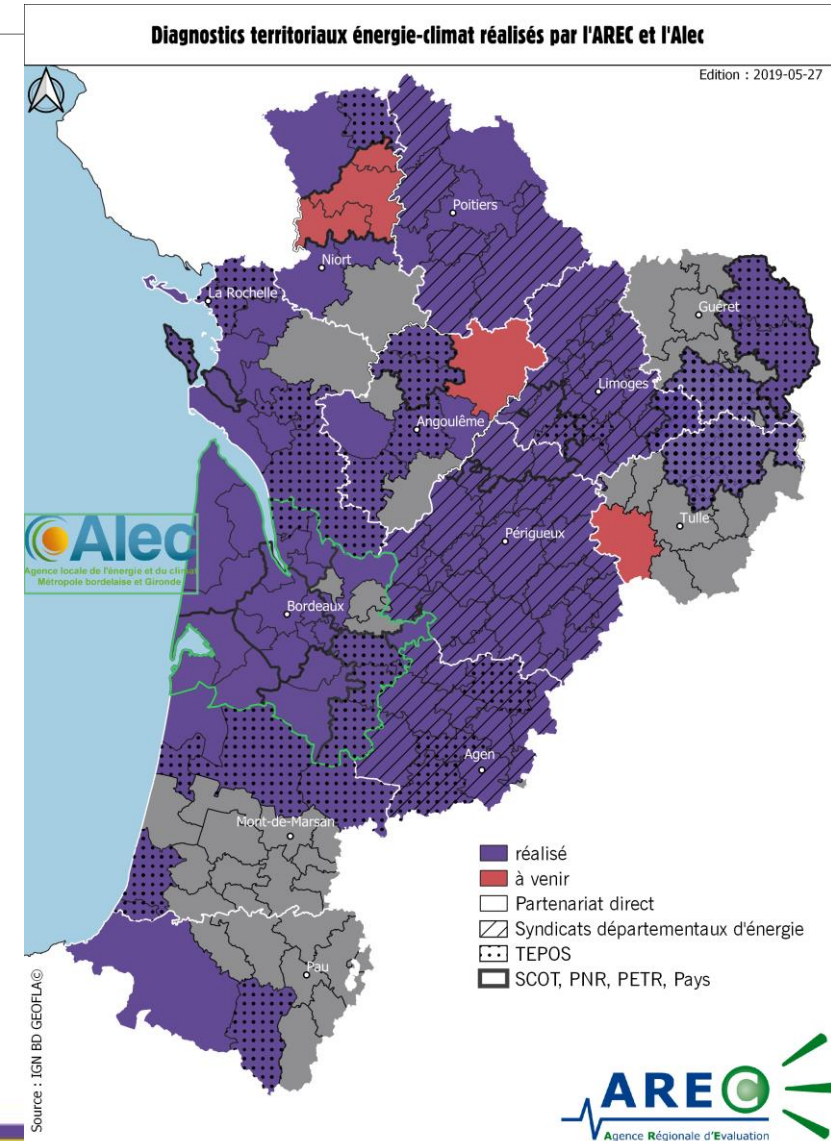 Diagnostics territoriaux énergie-climat réalisés par l'AREC et l'Alec
Edition : 2019-05-27
Poitiers
Niort
La Rochelle
Guéret
Limoges
Angoulême
Tulle
Périgueux
Alec
Agence locale de l'énergie et du climat
Métropole bordelaise et Gironde
Bordeaux
Agen
Mont-de-Marsan
Pau
réalisé
à venir
Partenariat direct
Syndicats départementaux d'énergie
TEPOS
SCOT, PNR, PETR, Pays
Source : IGN BD GEOFLA©
AREC
Agence Régionale d'Evaluation